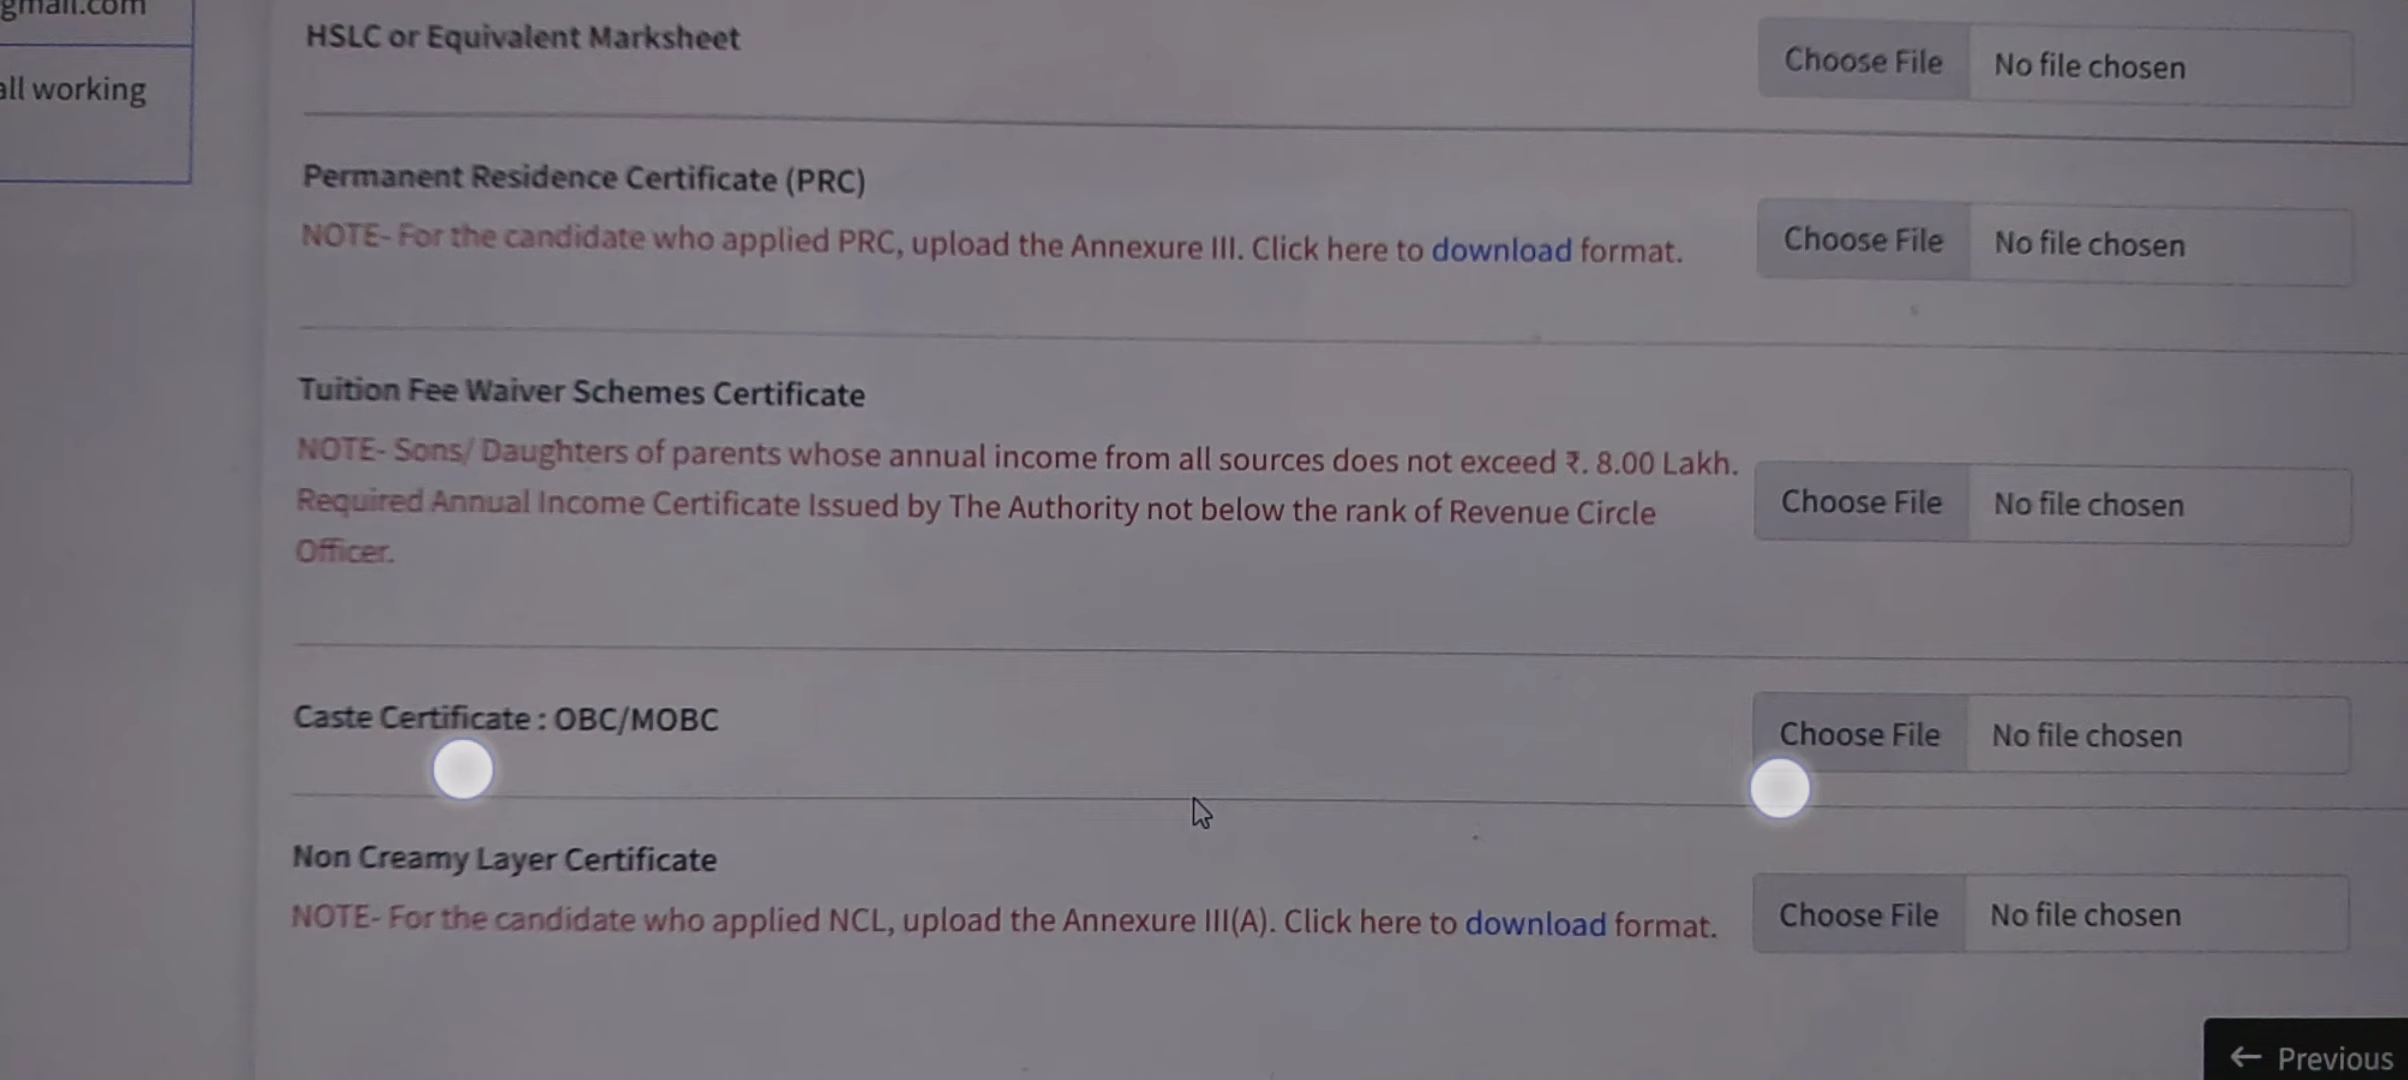 gmail.com
all working
HSLC or Equivalent Marksheet
Choose File No file chosen
Permanent Residence Certificate (PRC)
NOTE- For the candidate who applied PRC, upload the Annexure III. Click here to download format.
Choose File No file chosen
Tuition Fee Waiver Schemes Certificate
NOTE- Sons/ Daughters of parents whose annual income from all sources does not exceed ₹. 8.00 Lakh.
Required Annual Income Certificate Issued by The Authority not below the rank of Revenue Circle
Officer.
Choose File No file chosen
Caste Certificate : OBC/MOBC
Choose File No file chosen
Non Creamy Layer Certificate
NOTE- For the candidate who applied NCL, upload the Annexure III(A). Click here to download format.
Choose File No file chosen
← Previous